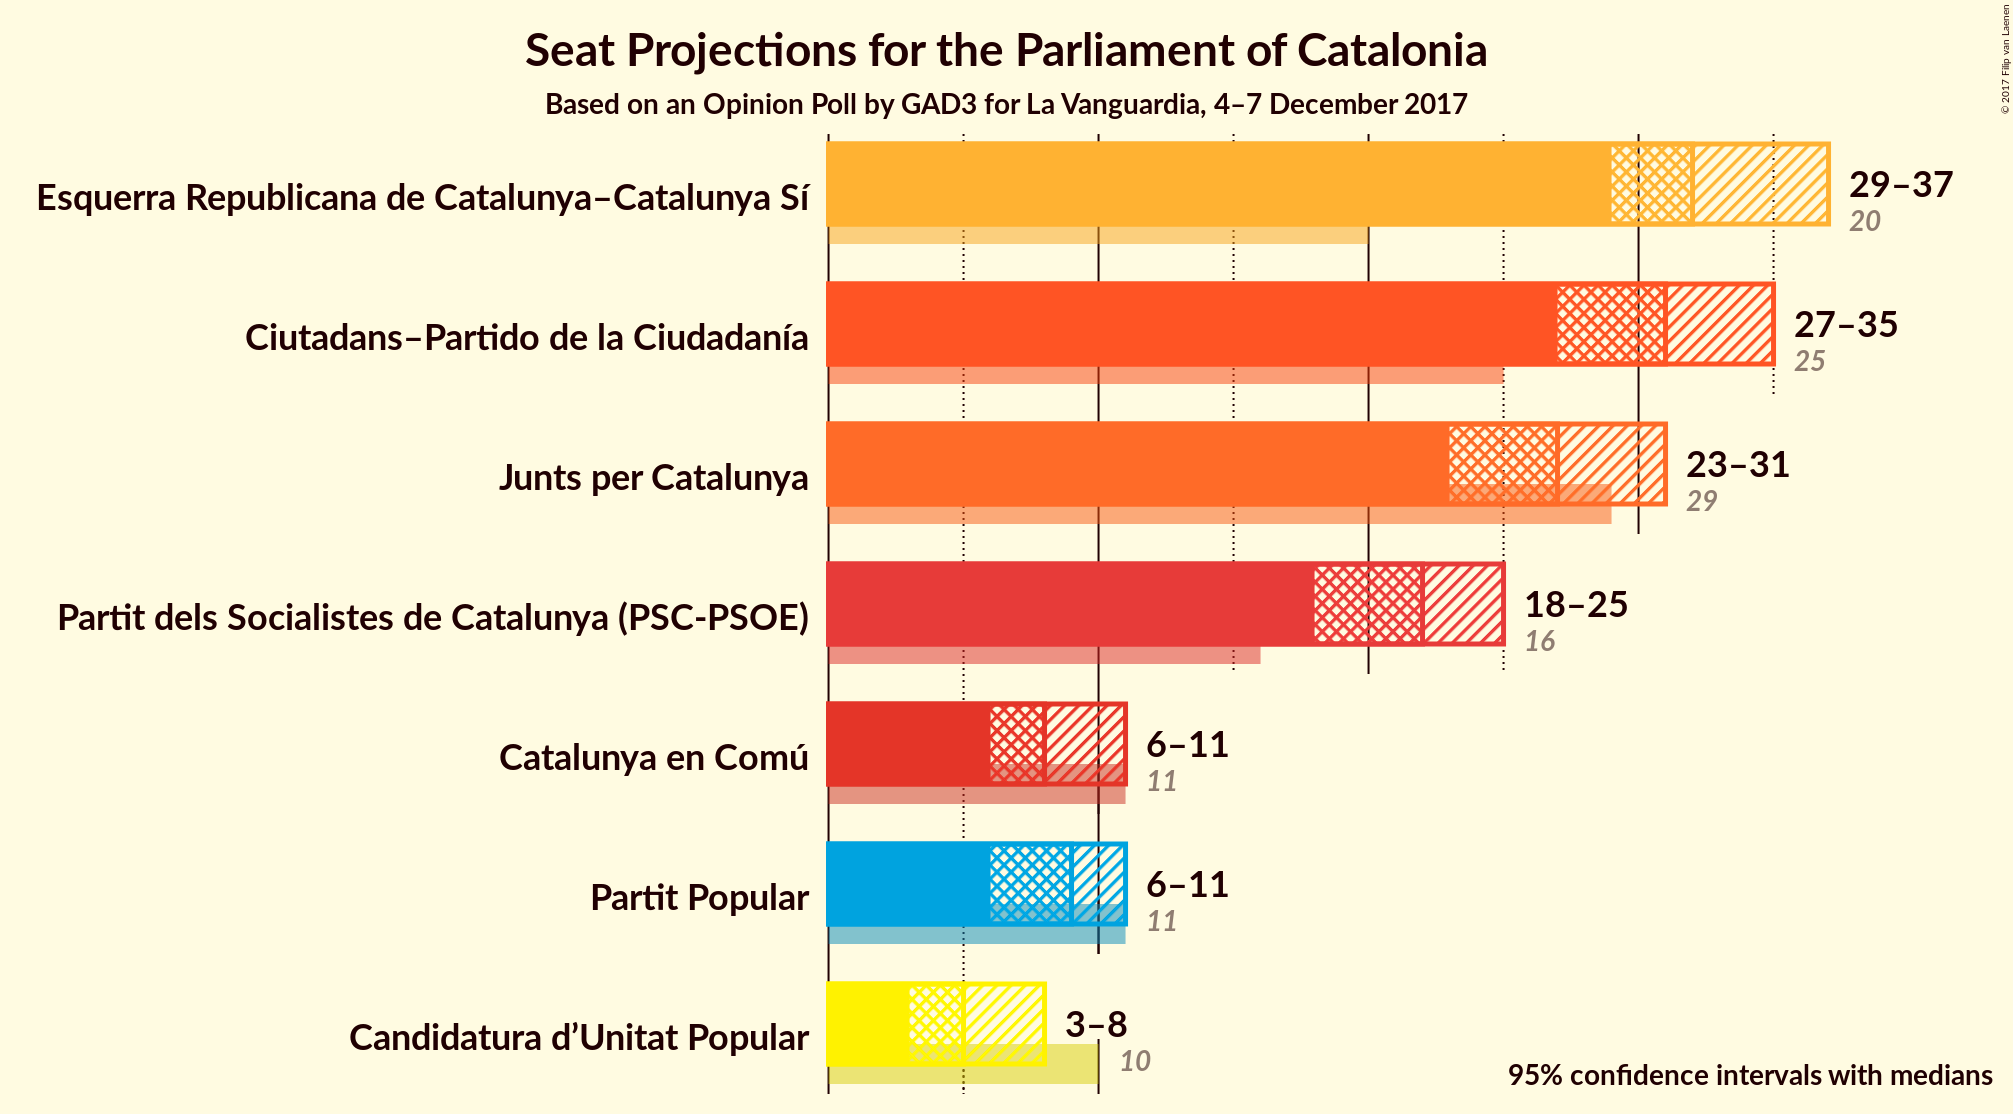 Seat Projections for the Parliament of Catalonia
Based on an Opinion Poll by GAD3 for La Vanguardia, 4–7 December 2017
© 2017 Filip van Laenen
Esquerra Republicana de Catalunya–Catalunya Sí
29–37
20
Ciutadans–Partido de la Ciudadanía
27–35
25
Junts per Catalunya
23–31
29
Partit dels Socialistes de Catalunya (PSC-PSOE)
18–25
16
Catalunya en Comú
6–11
11
Partit Popular
6–11
11
Candidatura d’Unitat Popular
3–8
10
95% confidence intervals with medians